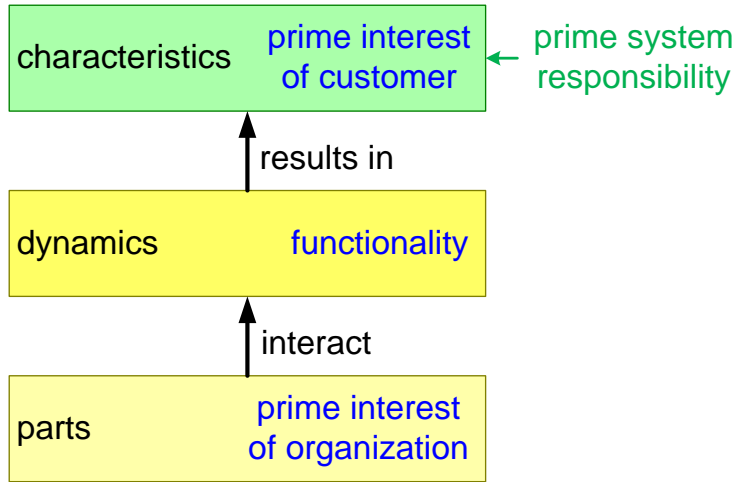 characteristics
prime interest
of customer
prime system
responsibility
results in
dynamics
functionality
interact
parts
prime interest
of organization